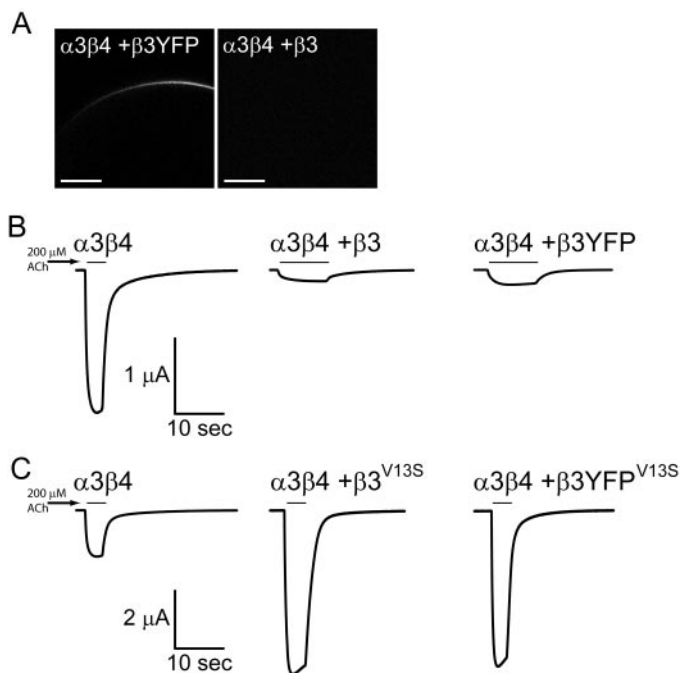 A
α3β4 +β3YFP
α3β4 +β3
B
200 μM
ACh
α3β4
α3β4 +β3
α3β4 +β3YFP
1 μA
10 sec
C
200 μM
ACh
α3β4
α3β4 +β3V13S
α3β4 +β3YFPV13S
2 μA
10 sec